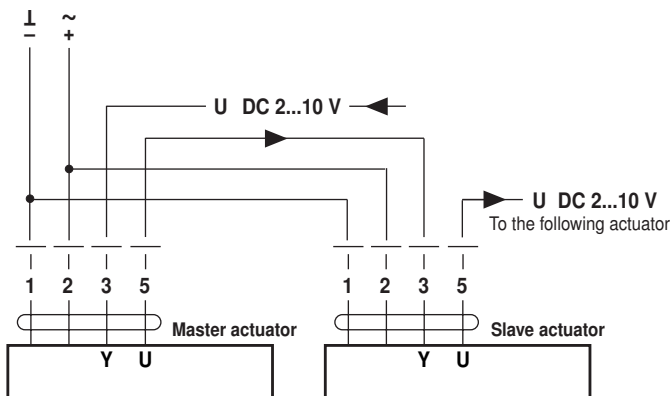 ⊥ ~
– +
U DC 2...10 V
U DC 2...10 V
To the following actuator
1 2 3 5 1 2 3 5
Master actuator Slave actuator
Y U Y U